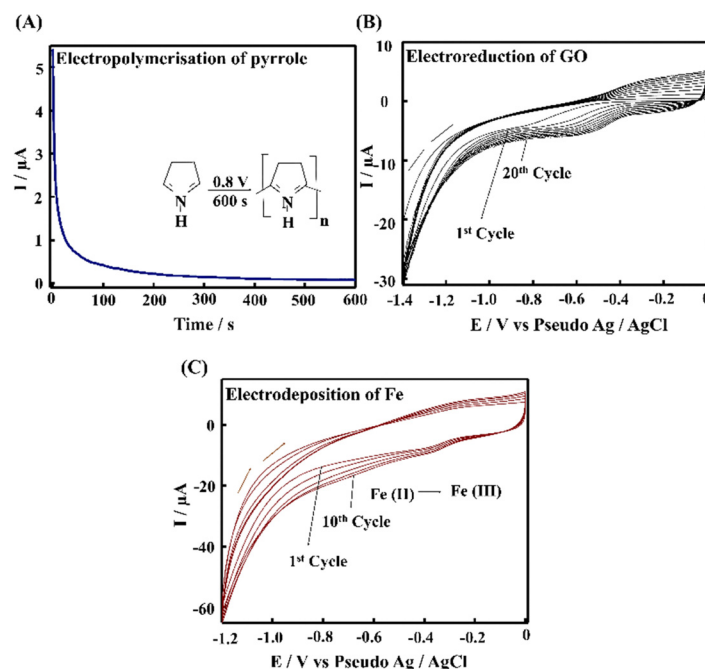 (A)
Electropolymerisation of pyrrole
I / µA
5
4
3
2
1
0
0.8 V
600 s
N
H
N
H
n
0 100 200 300 400 500 600
Time / s
(B)
Electroreduction of GO
I / µA
10
0
-10
-20
-30
20th Cycle
1st Cycle
-1.4 -1.2 -1.0 -0.8 -0.6 -0.4 -0.2 0
E / V vs Pseudo Ag / AgCl
(C)
Electrodeposition of Fe
I / µA
0
-20
-40
-60
Fe (II) — Fe (III)
10th Cycle
1st Cycle
-1.2 -1.0 -0.8 -0.6 -0.4 -0.2 0
E / V vs Pseudo Ag / AgCl